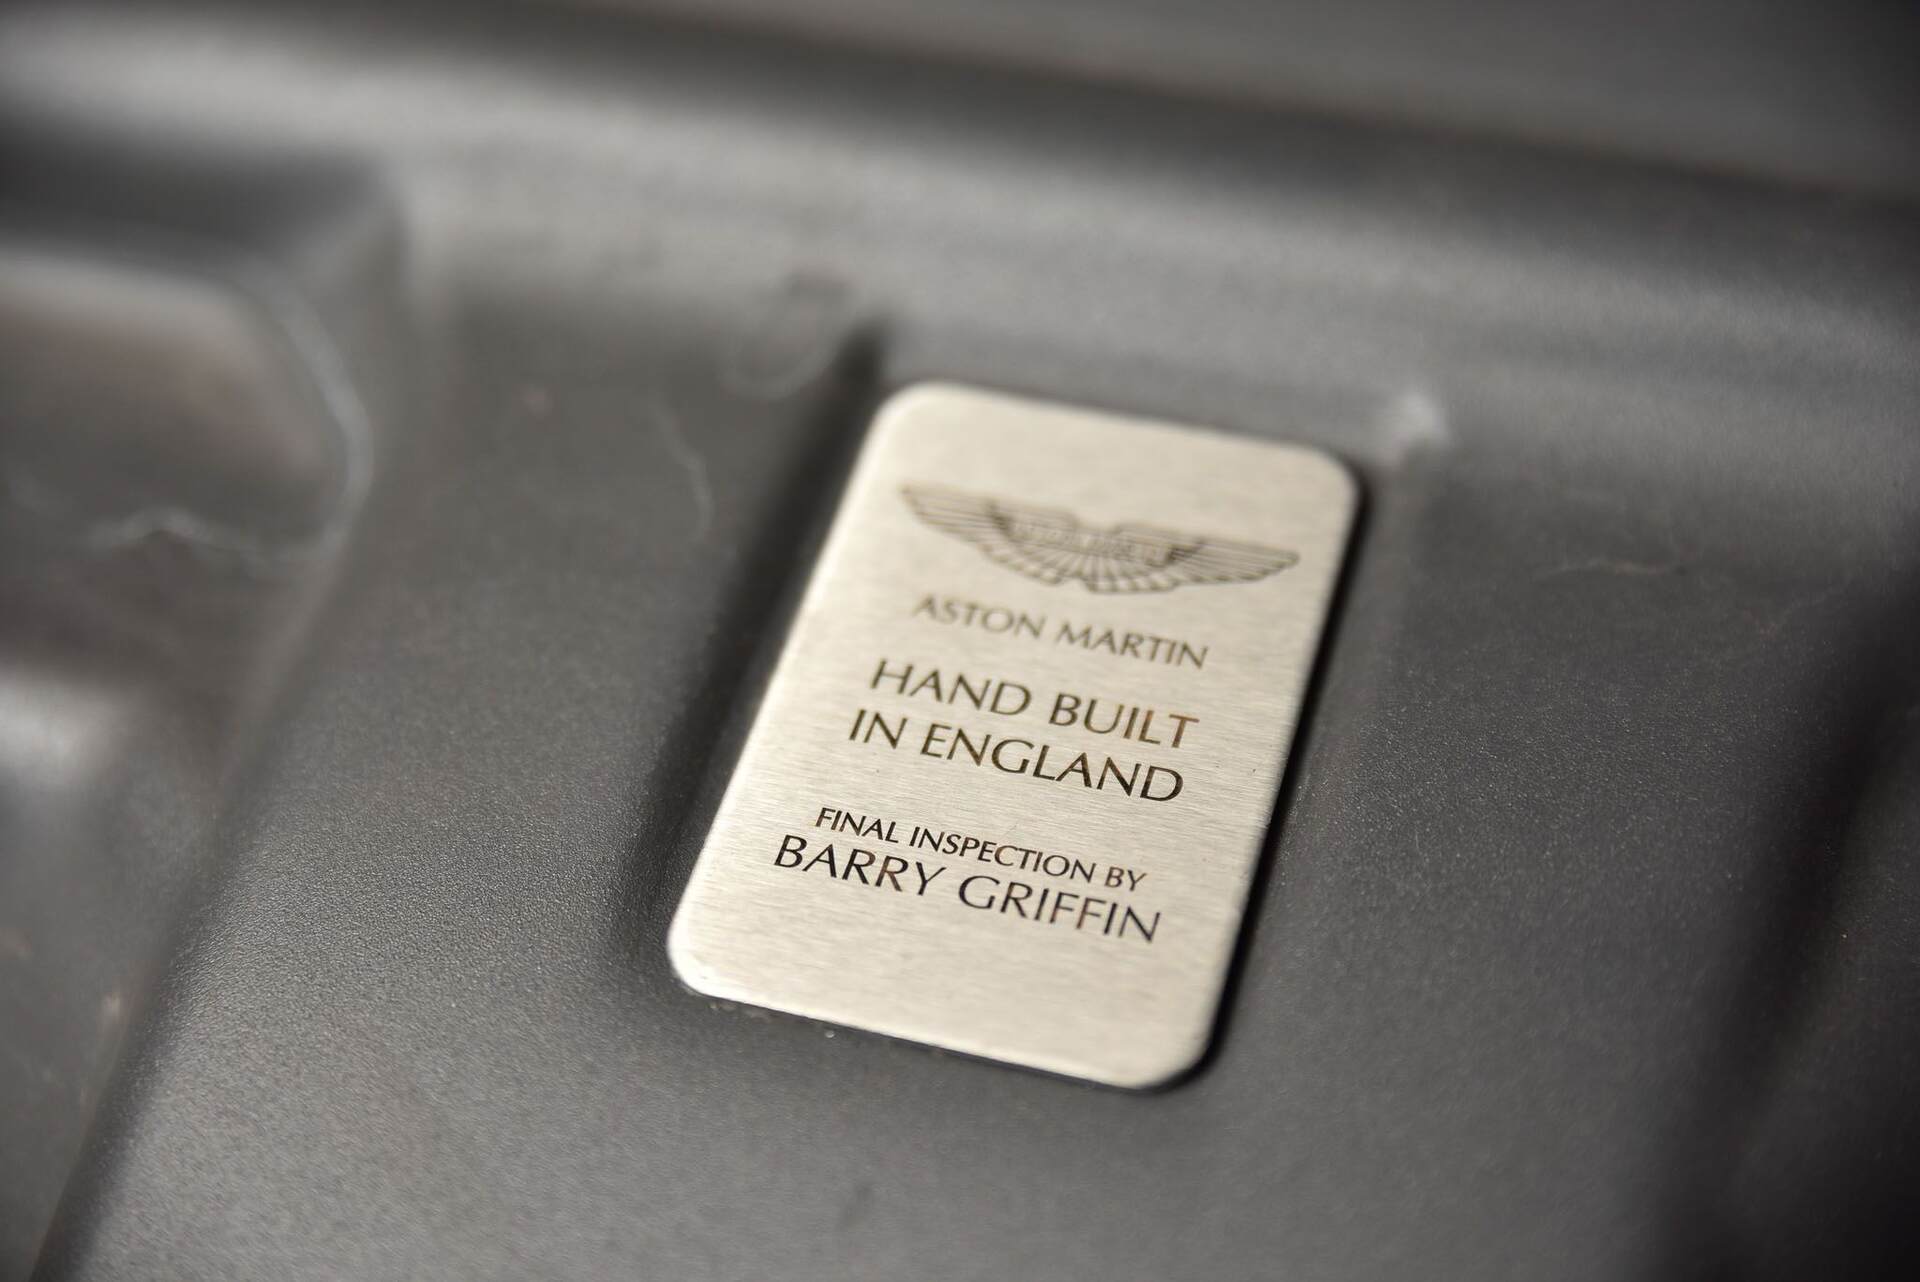 ASTON MARTIN
HAND BUILT
IN ENGLAND
FINAL INSPECTION BY
BARRY GRIFFIN